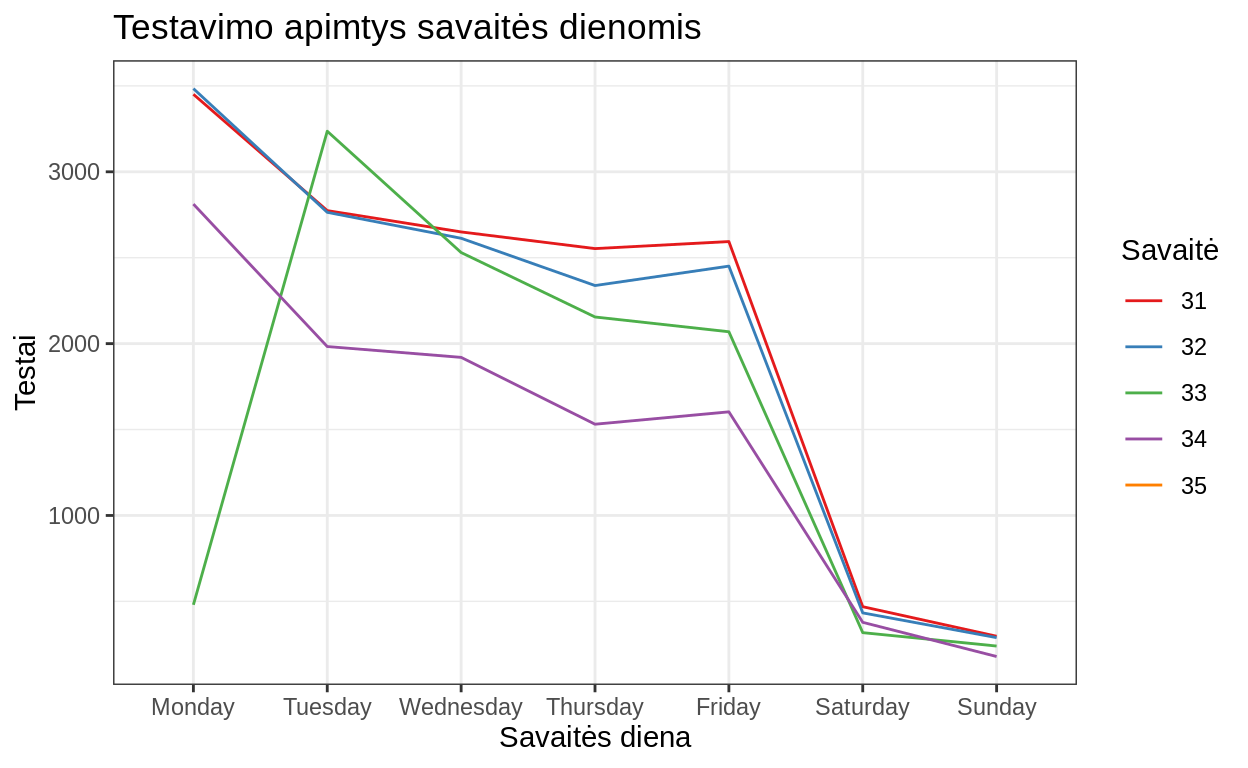 Testavimo apimtys savaitės dienomis
Testai
3000
2000
1000
Monday Tuesday Wednesday Thursday Friday Saturday Sunday
Savaitės diena
Savaitė
31
32
33
34
35